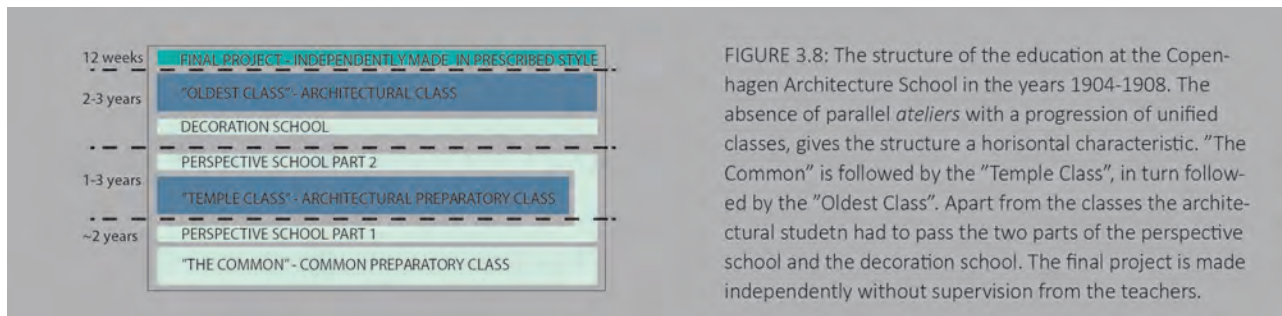 12 weeks
FINAL PROJECT - INDEPENDENTLY MADE IN PRESCRIBED STYLE
2-3 years
"OLDEST CLASS" - ARCHITECTURAL CLASS
DECORATION SCHOOL
PERSPECTIVE SCHOOL PART 2
1-3 years
"TEMPLE CLASS" - ARCHITECTURAL PREPARATORY CLASS
~2 years
PERSPECTIVE SCHOOL PART 1
"THE COMMON" - COMMON PREPARATORY CLASS
FIGURE 3.8: The structure of the education at the Copen-
hagen Architecture School in the years 1904-1908. The
absence of parallel ateliers with a progression of unified
classes, gives the structure a horisontal characteristic. "The
Common" is followed by the "Temple Class", in turn follow-
ed by the "Oldest Class". Apart from the classes the archite-
ctural studetn had to pass the two parts of the perspective
school and the decoration school. The final project is made
independently without supervision from the teachers.